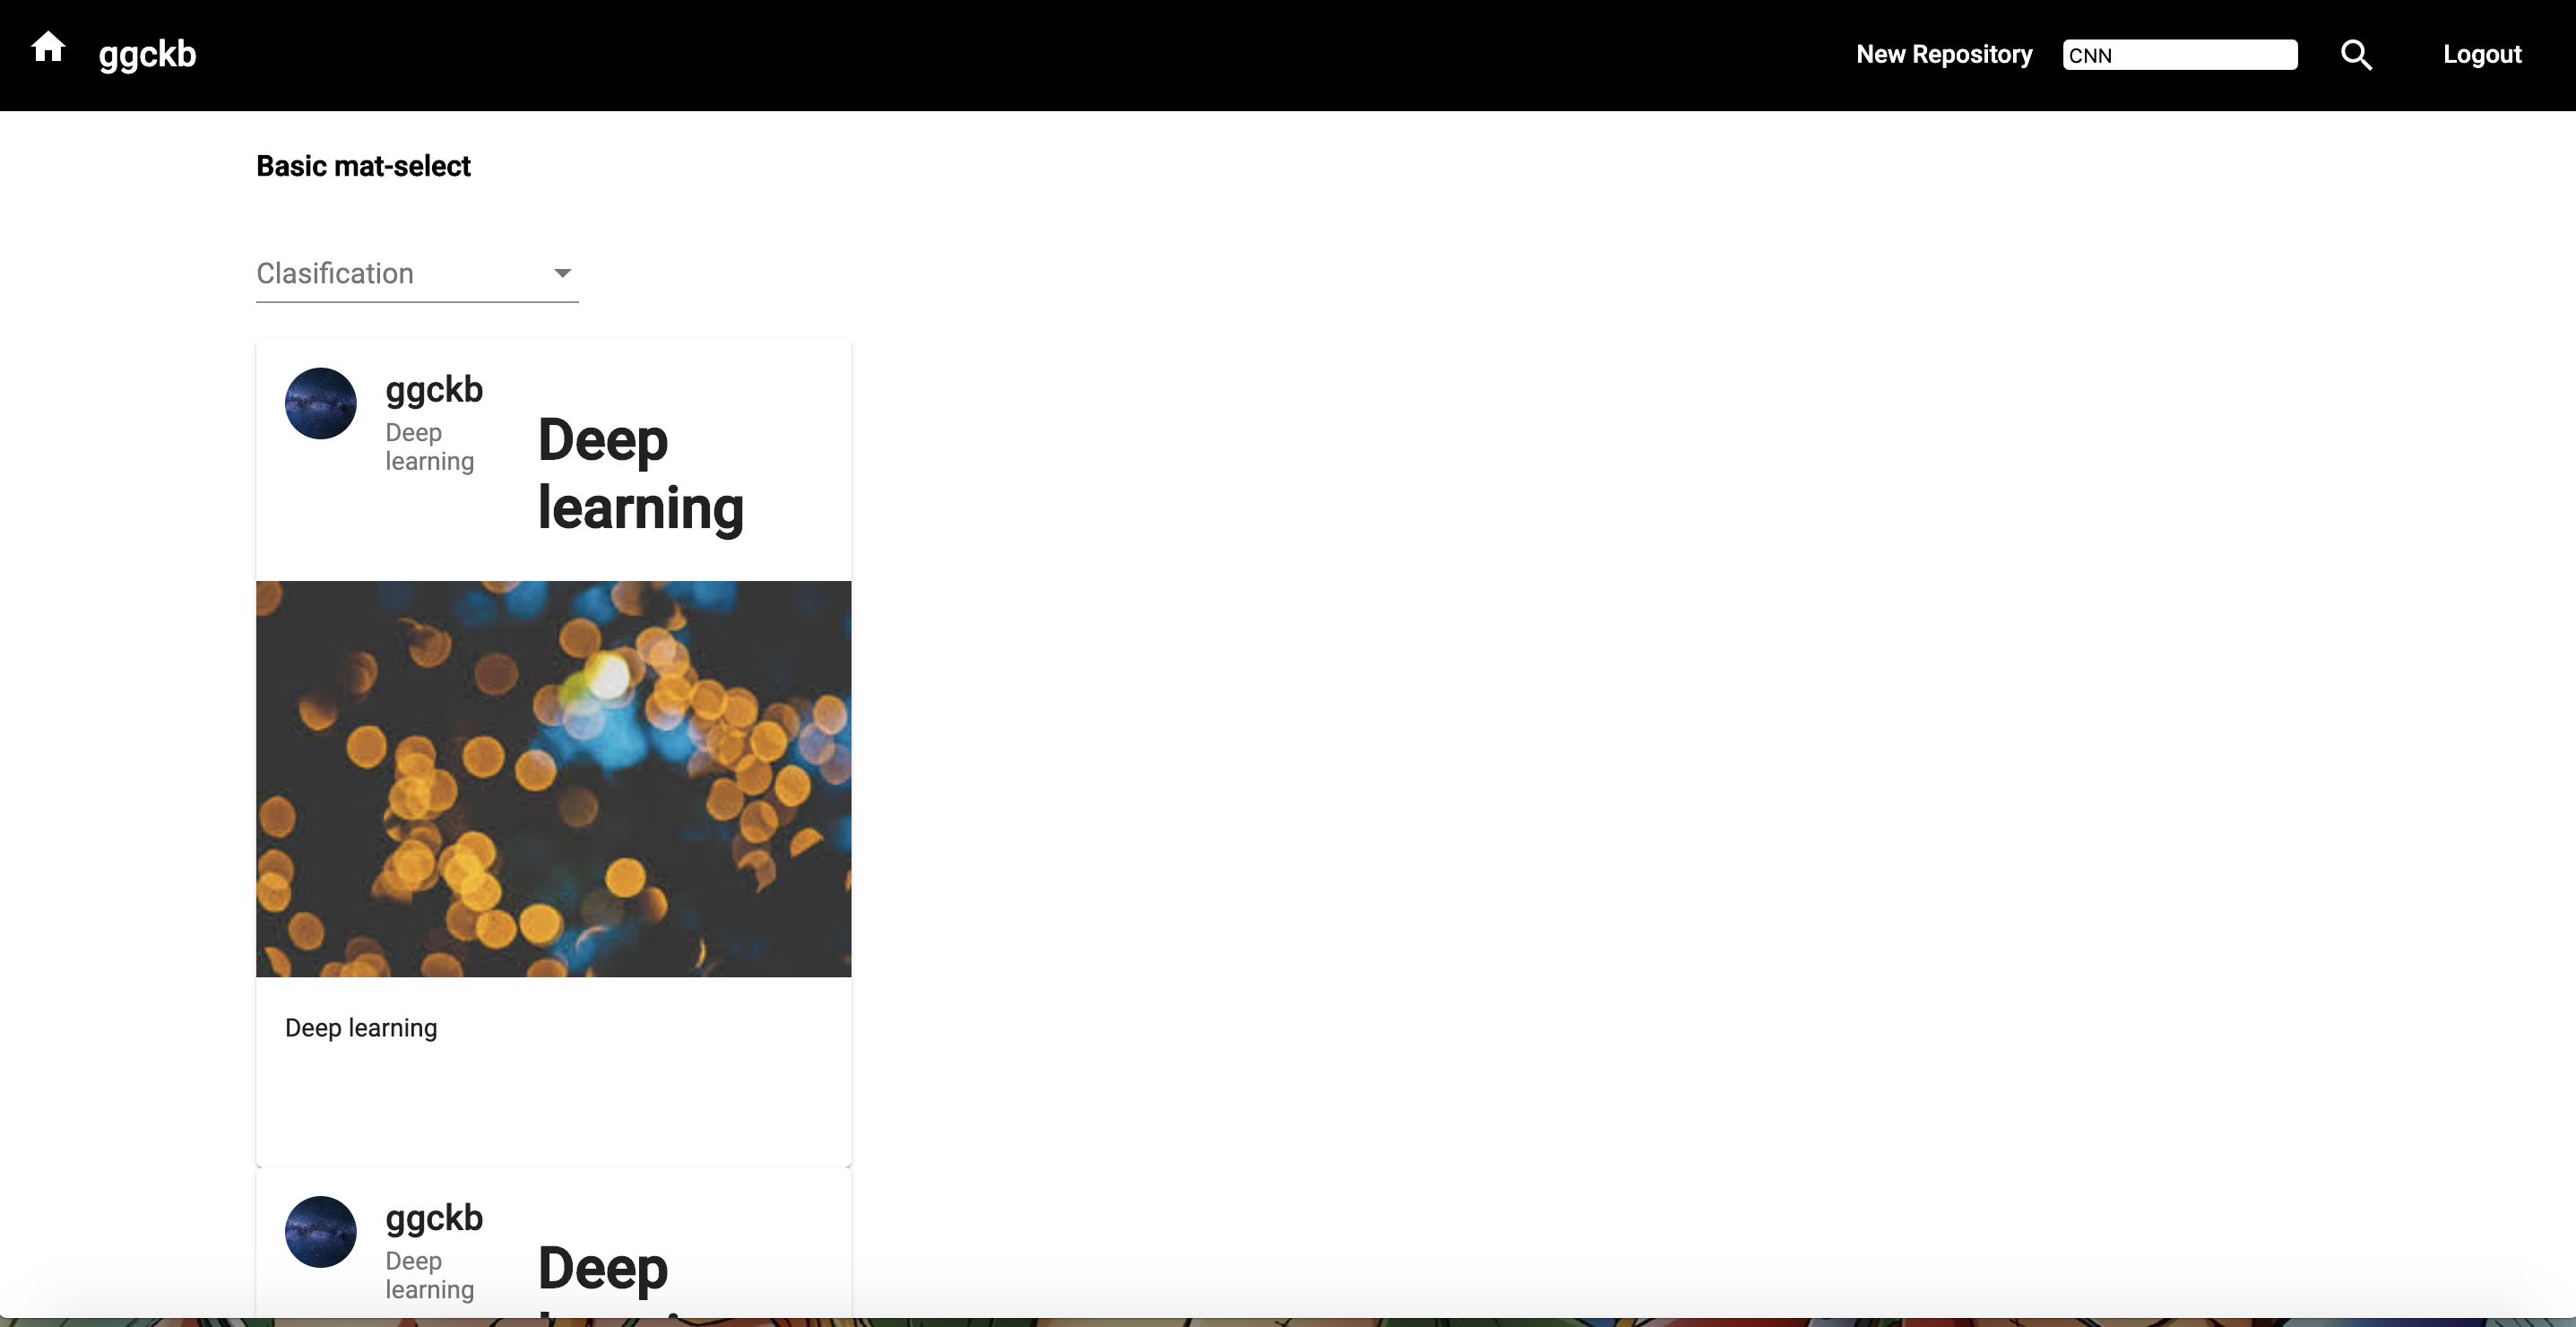 ggckb
New Repository
CNN
Logout
Basic mat-select
Clasification
ggckb
Deep
learning
Deep
learning
Deep learning
ggckb
Deep
learning
Deep